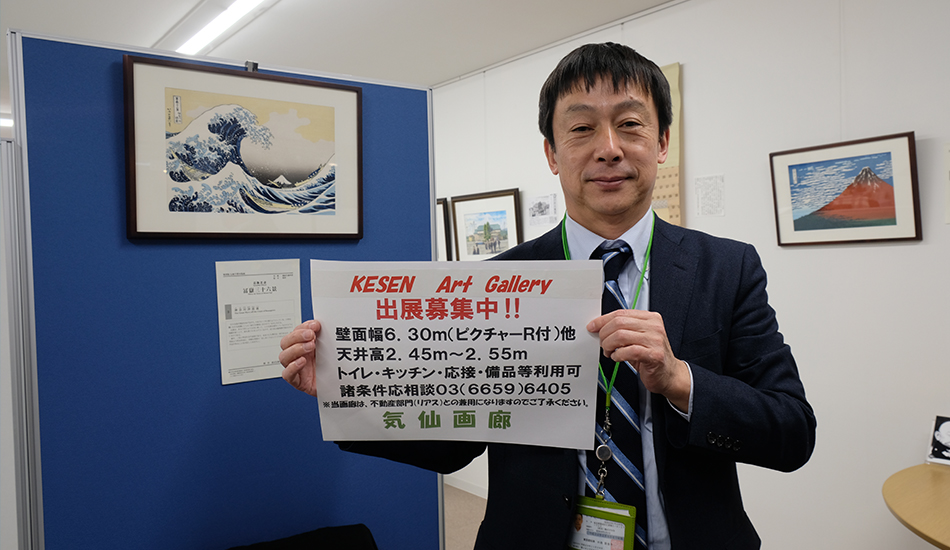 KESEN Art Gallery
出展募集中!!
壁面幅6.30m(ピクチャーR付)他
天井高2.45m～2.55m
トイレ・キッチン・応接・備品等利用可
諸条件応相談03(6659)6405
※当画廊は、不動産部門(リアス)との兼用になりますのでご了承ください。
気仙画廊